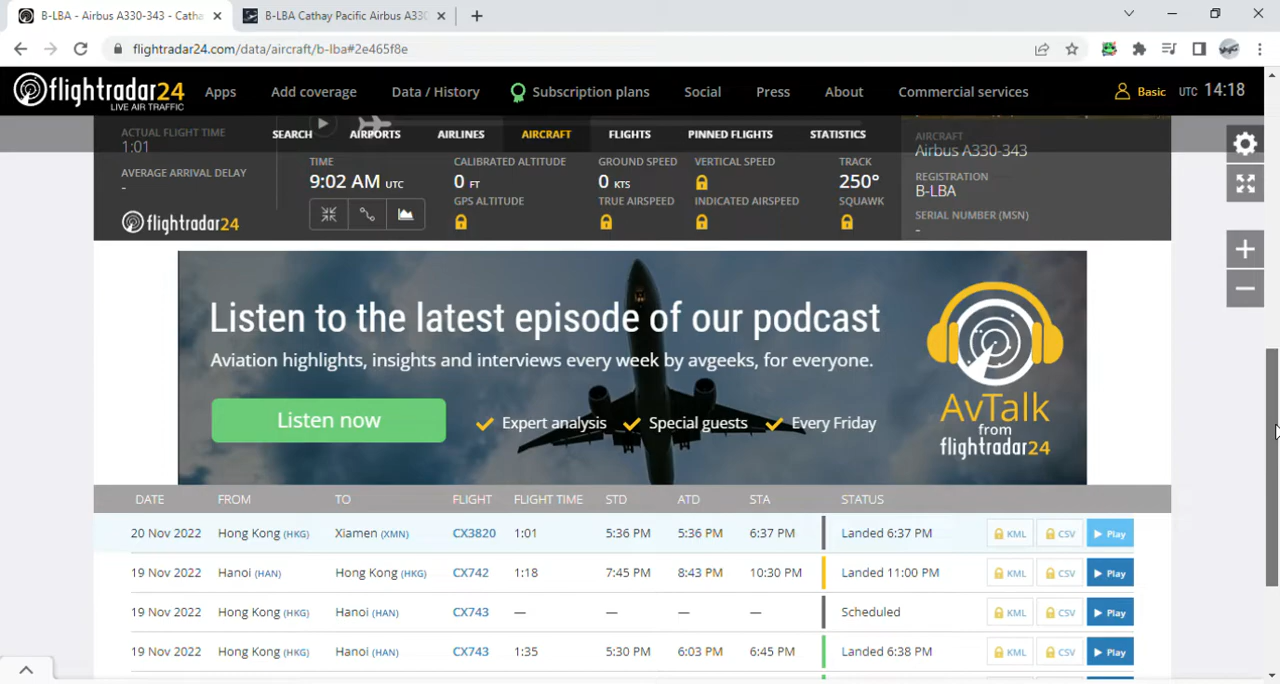 B-LBA - Airbus A330-343 - Catha
B-LBA Cathay Pacific Airbus A330
flightradar24.com/data/aircraft/b-lba#2e465f8e
flightradar24
LIVE AIR TRAFFIC
Apps
Add coverage
Data / History
Subscription plans
Social
Press
About
Commercial services
Basic
UTC 14:18
SEARCH
AIRPORTS
AIRLINES
AIRCRAFT
FLIGHTS
PINNED FLIGHTS
STATISTICS
ACTUAL FLIGHT TIME
1:01
AVERAGE ARRIVAL DELAY
-
flightradar24
TIME
9:02 AM UTC
CALIBRATED ALTITUDE
0 FT
GPS ALTITUDE
GROUND SPEED
0 KTS
TRUE AIRSPEED
VERTICAL SPEED
INDICATED AIRSPEED
TRACK
250°
SQUAWK
AIRCRAFT
Airbus A330-343
REGISTRATION
B-LBA
SERIAL NUMBER (MSN)
-
Listen to the latest episode of our podcast
Aviation highlights, insights and interviews every week by avgeeks, for everyone.
Listen now
Expert analysis
Special guests
Every Friday
AvTalk
from
flightradar24
DATE FROM TO FLIGHT FLIGHT TIME STD ATD STA STATUS
20 Nov 2022 Hong Kong (HKG) Xiamen (XMN) CX3820 1:01 5:36 PM 5:36 PM 6:37 PM Landed 6:37 PM KML CSV Play
19 Nov 2022 Hanoi (HAN) Hong Kong (HKG) CX742 1:18 7:45 PM 8:43 PM 10:30 PM Landed 11:00 PM KML CSV Play
19 Nov 2022 Hong Kong (HKG) Hanoi (HAN) CX743 — — — — Scheduled KML CSV Play
19 Nov 2022 Hong Kong (HKG) Hanoi (HAN) CX743 1:35 5:30 PM 6:03 PM 6:45 PM Landed 6:38 PM KML CSV Play